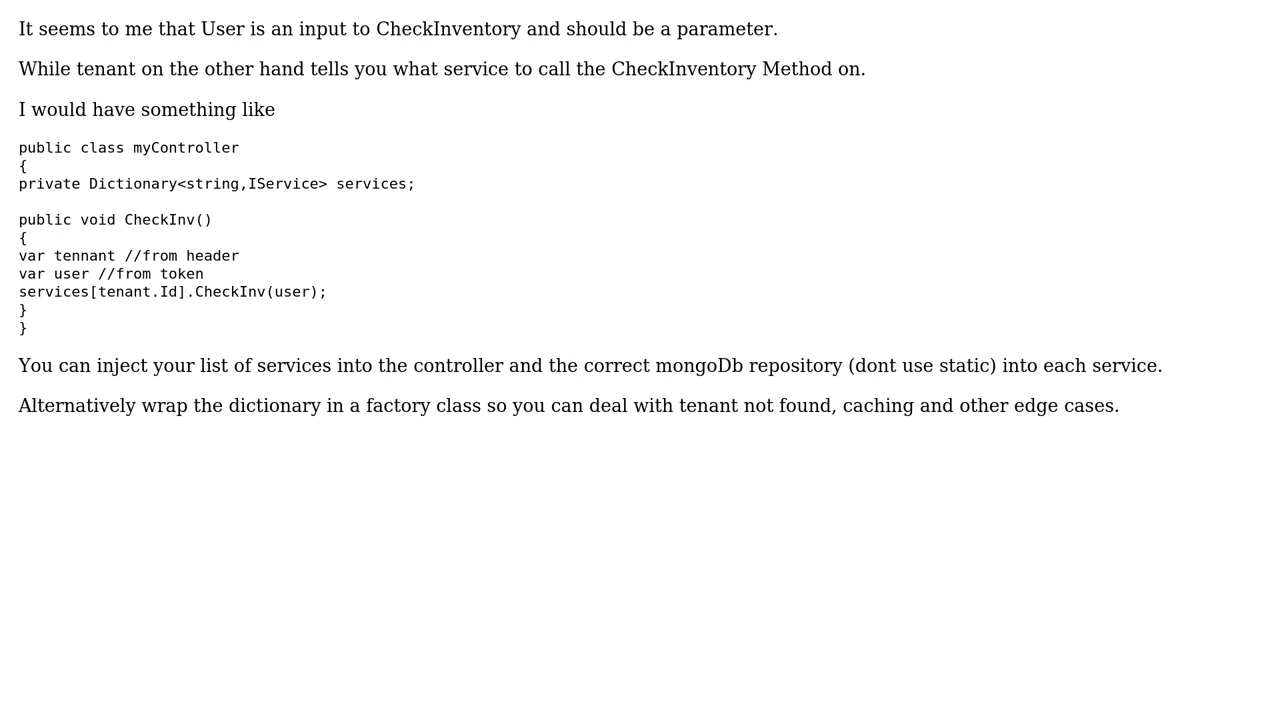 It seems to me that User is an input to CheckInventory and should be a parameter.
While tenant on the other hand tells you what service to call the CheckInventory Method on.
I would have something like
public class myController
{
private Dictionary<string,IService> services;
public void CheckInv()
{
var tennant //from header
var user //from token
services[tenant.Id].CheckInv(user);
}
}
You can inject your list of services into the controller and the correct mongoDb repository (dont use static) into each service.
Alternatively wrap the dictionary in a factory class so you can deal with tenant not found, caching and other edge cases.